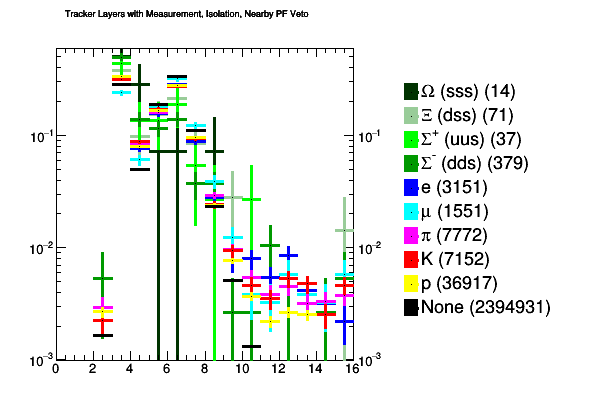 Tracker Layers with Measurement, Isolation, Nearby PF Veto
10⁻¹
10⁻²
10⁻³
10⁻¹
10⁻²
10⁻³
0 2 4 6 8 10 12 14 16
Ω (sss) (14)
Ξ (dss) (71)
Σ⁺ (uus) (37)
Σ⁻ (dds) (379)
e (3151)
μ (1551)
π (7772)
K (7152)
p (36917)
None (2394931)